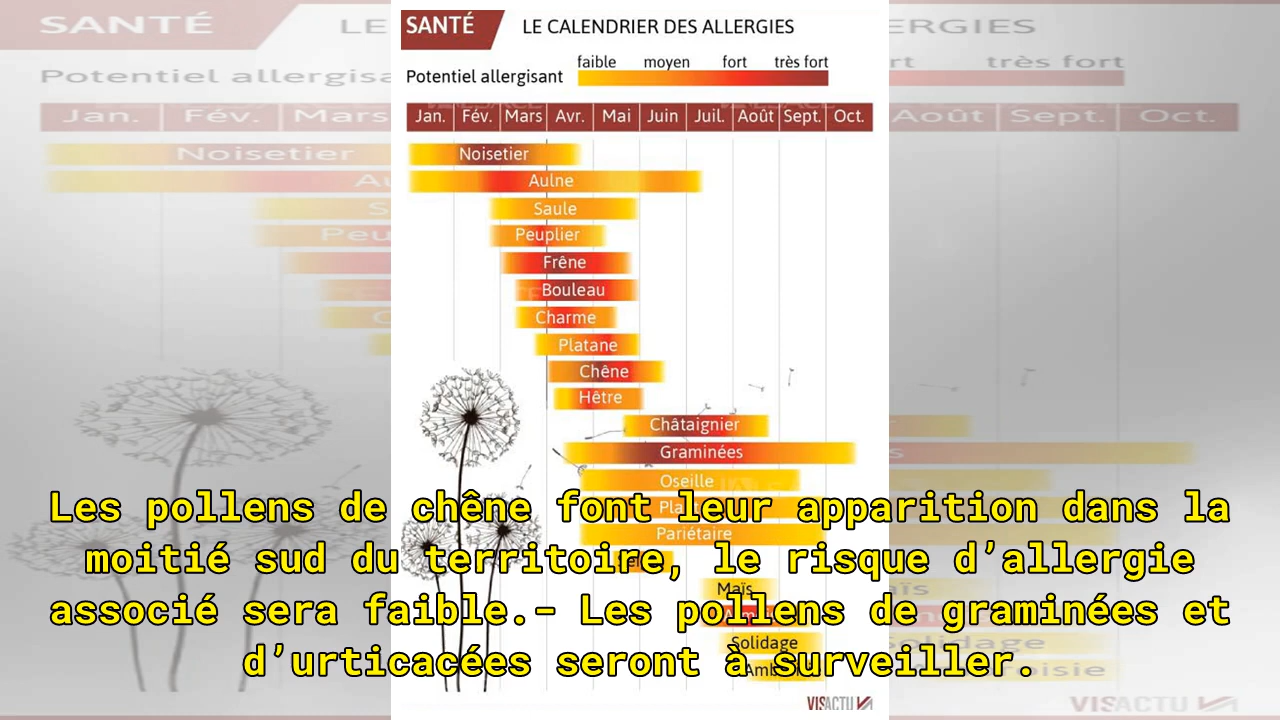 SANTÉ
LE CALENDRIER DES ALLERGIES
Potentiel allergisant
faible moyen fort très fort
Jan. Fév. Mars Avr. Mai Juin Juil. Août Sept. Oct.
Noisetier
Aulne
Saule
Peuplier
Frêne
Bouleau
Charme
Platane
Chêne
Hêtre
Châtaignier
Graminées
Oseille
Pariétaire
Maïs
Solidage
Les pollens de chêne font leur apparition dans la
moitié sud du territoire, le risque d’allergie
associé sera faible.– Les pollens de graminées et
d’urticacées seront à surveiller.
VISACTU